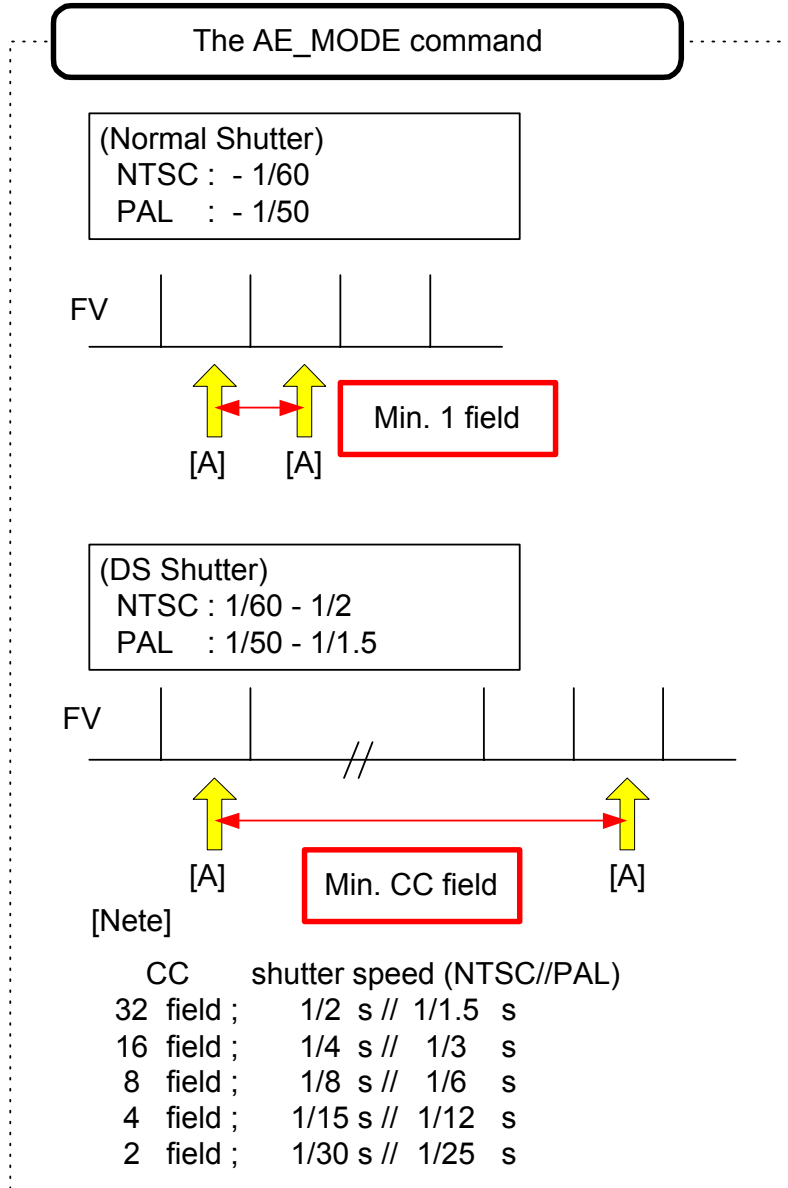 The AE_MODE command
(Normal Shutter)
NTSC : - 1/60
PAL : - 1/50
FV
Min. 1 field
[A] [A]
(DS Shutter)
NTSC : 1/60 - 1/2
PAL : 1/50 - 1/1.5
FV
[A] Min. CC field [A]
[Nete]
CC shutter speed (NTSC//PAL)
32 field ; 1/2 s // 1/1.5 s
16 field ; 1/4 s // 1/3 s
8 field ; 1/8 s // 1/6 s
4 field ; 1/15 s // 1/12 s
2 field ; 1/30 s // 1/25 s